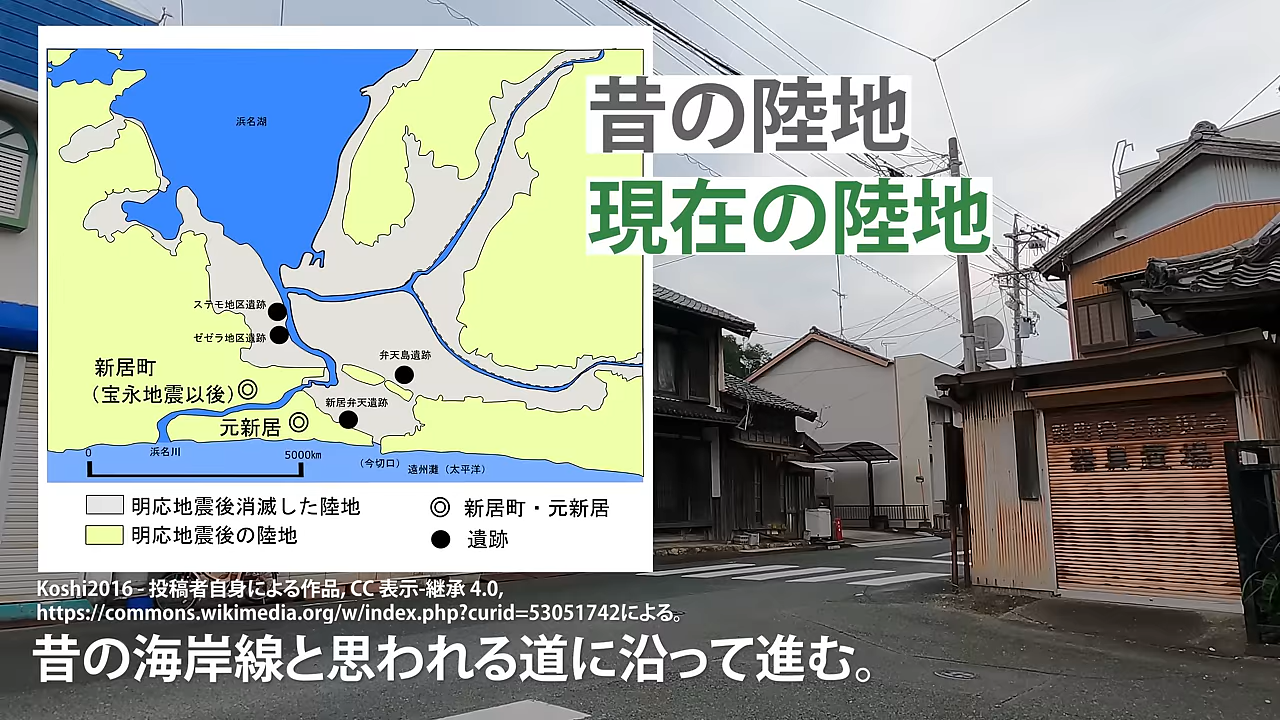 昔の陸地
現在の陸地
浜名湖
ステモ地区遺跡
ゼゼラ地区遺跡
弁天島遺跡
新居町
(宝永地震以後)
新居弁天遺跡
元新居
浜名川
0
5000km
(今切口)
遠州灘(太平洋)
明応地震後消滅した陸地
新居町・元新居
明応地震後の陸地
遺跡
Koshi2016 - 投稿者自身による作品, CC 表示-継承 4.0,
https://commons.wikimedia.org/w/index.php?curid=53051742による。
昔の海岸線と思われる道に沿って進む。